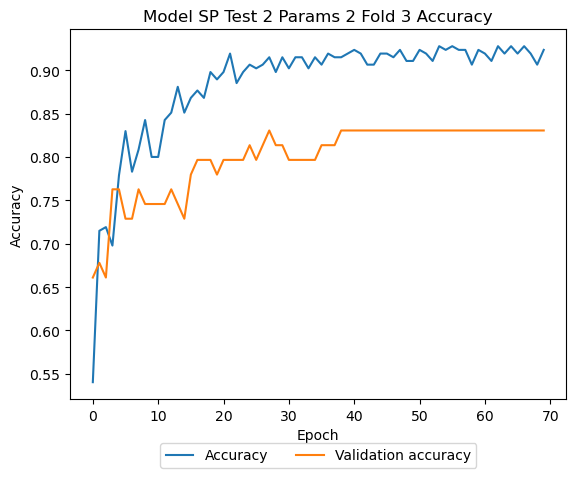 Model SP Test 2 Params 2 Fold 3 Accuracy
0.90
0.85
0.80
0.75
0.70
0.65
0.60
0.55
Accuracy
0 10 20 30 40 50 60 70
Epoch
Accuracy Validation accuracy